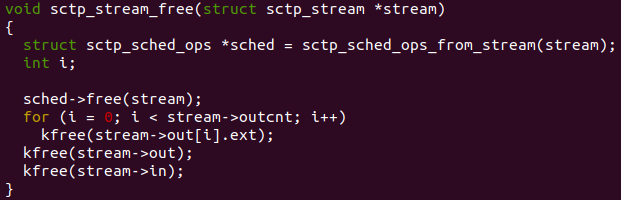 void sctp_stream_free(struct sctp_stream *stream)
{
  struct sctp_sched_ops *sched = sctp_sched_ops_from_stream(stream);
  int i;

  sched->free(stream);
  for (i = 0; i < stream->outcnt; i++)
    kfree(stream->out[i].ext);
  kfree(stream->out);
  kfree(stream->in);
}